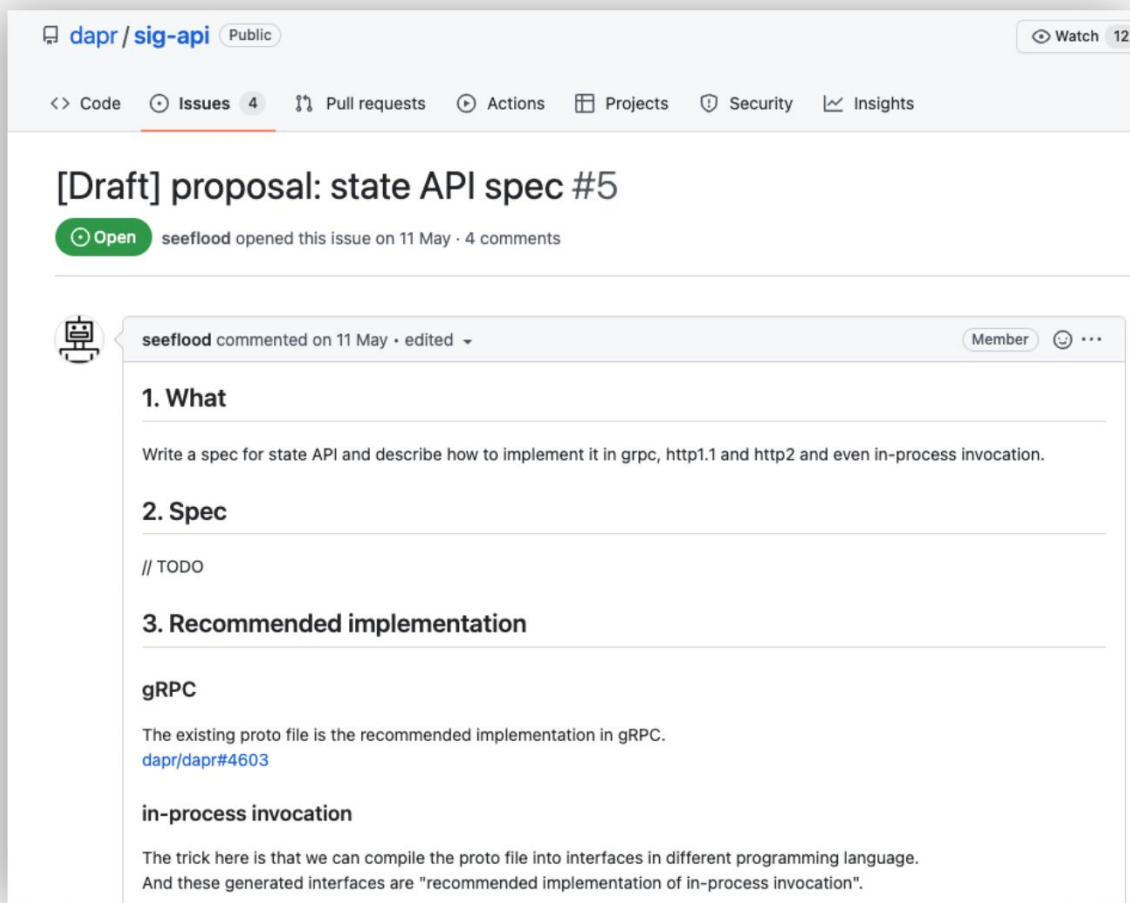 dapr / sig-api Public
Watch 12
Code Issues 4 Pull requests Actions Projects Security Insights
[Draft] proposal: state API spec #5
Open seeflood opened this issue on 11 May · 4 comments
seeflood commented on 11 May • edited
Member
1. What
Write a spec for state API and describe how to implement it in grpc, http1.1 and http2 and even in-process invocation.
2. Spec
// TODO
3. Recommended implementation
gRPC
The existing proto file is the recommended implementation in gRPC.
dapr/dapr#4603
in-process invocation
The trick here is that we can compile the proto file into interfaces in different programming language.
And these generated interfaces are "recommended implementation of in-process invocation".